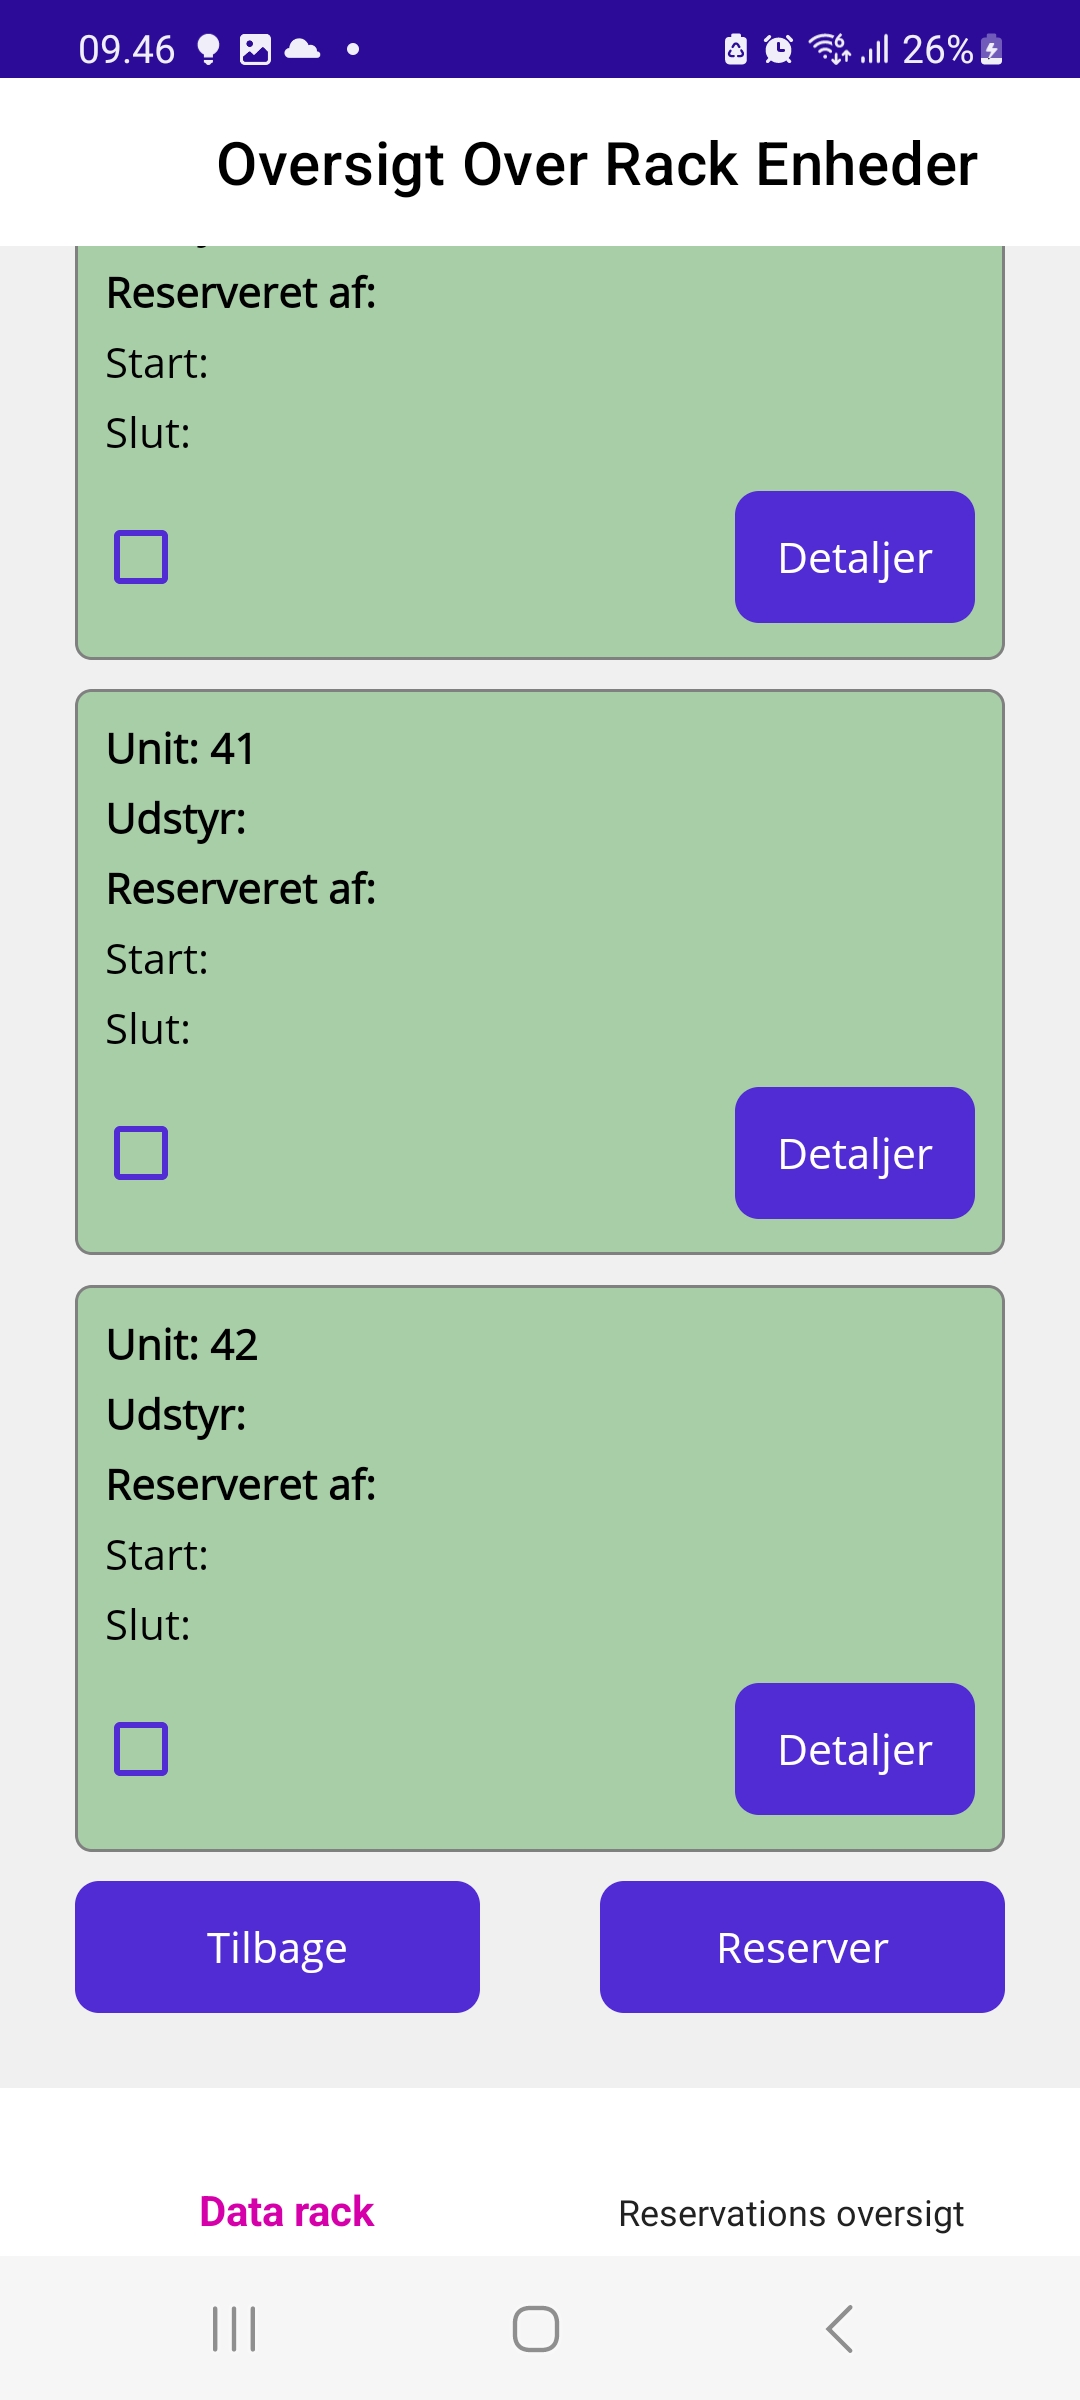 09.46
26%
Oversigt Over Rack Enheder
Reserveret af:
Start:
Slut:
Detaljer
Unit: 41
Udstyr:
Reserveret af:
Start:
Slut:
Detaljer
Unit: 42
Udstyr:
Reserveret af:
Start:
Slut:
Detaljer
Tilbage Reserver
Data rack Reservations oversigt